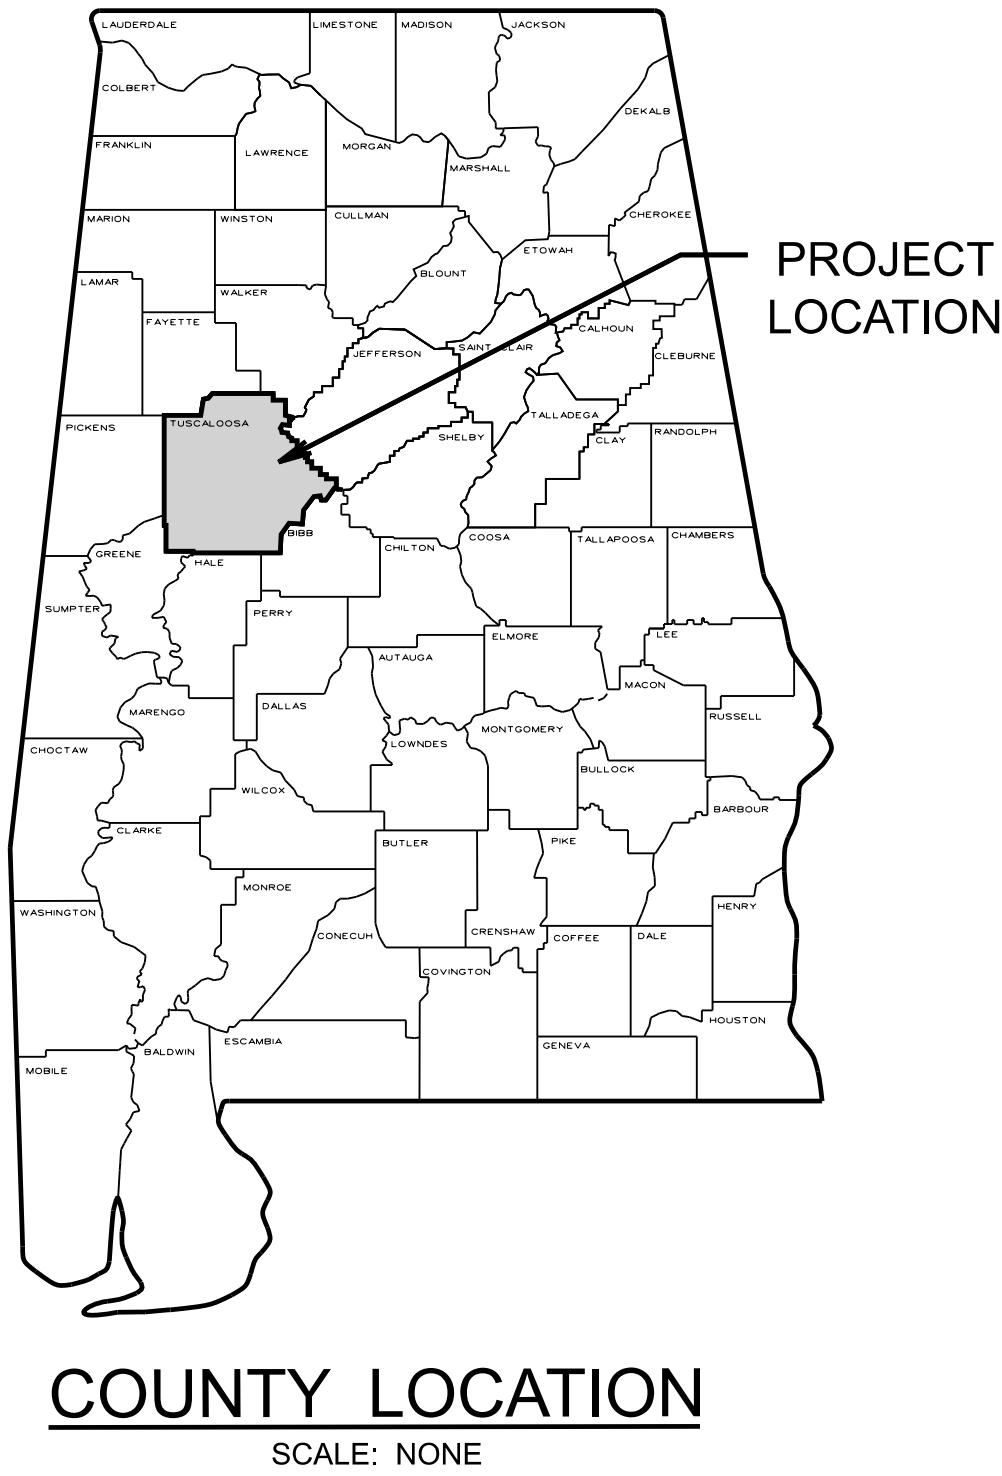 LAUDERDALE
LIMESTONE
MADISON
JACKSON
COLBERT
DEKALB
FRANKLIN
LAWRENCE
MORGAN
MARSHALL
MARION
WINSTON
CULLMAN
CHEROKEE
ETOWAH
PROJECT
LOCATION
BLOUNT
LAMAR
WALKER
FAYETTE
CALHOUN
JEFFERSON
SAINT CLAIR
CLEBURNE
TALLADEGA
PICKENS
TUSCALOOSA
SHELBY
CLAY
RANDOLPH
BIBB
COOSA
TALLAPOOSA
CHAMBERS
GREENE
HALE
CHILTON
SUMPTER
PERRY
ELMORE
LEE
AUTAUGA
MACON
MARENGO
DALLAS
RUSSELL
MONTGOMERY
CHOCTAW
LOWNDES
BULLOCK
WILCOX
BARBOUR
CLARKE
BUTLER
PIKE
MONROE
WASHINGTON
HENRY
CONECUH
CRENSHAW
COFFEE
DALE
COVINGTON
HOUSTON
ESCAMBIA
GENEVA
BALDWIN
MOBILE
COUNTY LOCATION
SCALE: NONE